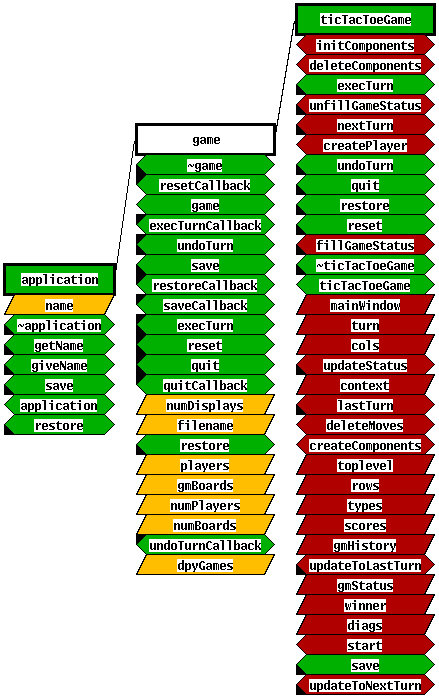 application
name
~application
getName
giveName
save
application
restore
game
~game
resetCallback
game
execTurnCallback
undoTurn
save
restoreCallback
saveCallback
execTurn
reset
quit
quitCallback
numDisplays
filename
restore
players
gmBoards
numPlayers
numBoards
undoTurnCallback
dpyGames
ticTacToeGame
initComponents
deleteComponents
execTurn
unfillGameStatus
nextTurn
createPlayer
undoTurn
quit
restore
reset
fillGameStatus
~ticTacToeGame
ticTacToeGame
mainWindow
turn
cols
updateStatus
context
lastTurn
deleteMoves
createComponents
toplevel
rows
types
scores
gmHistory
updateToLastTurn
gmStatus
winner
diags
start
save
updateToNextTurn